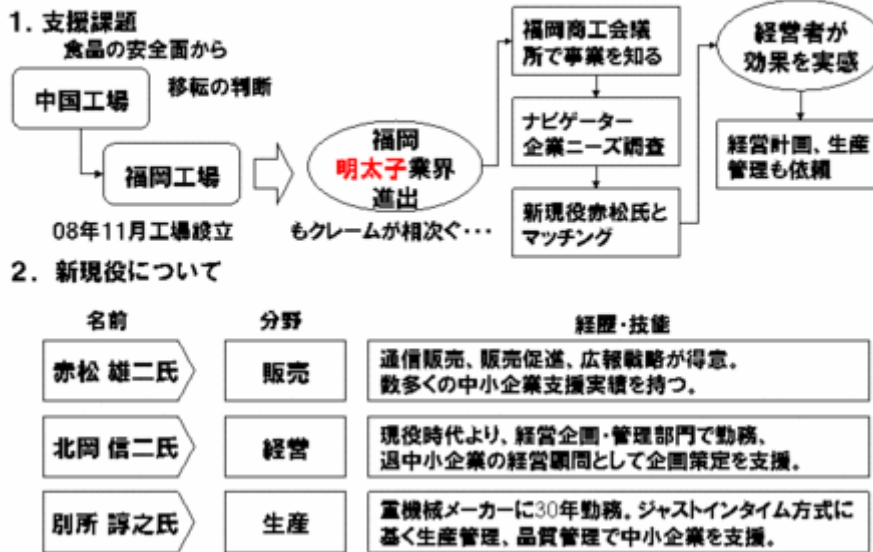 1. 支援課題
食品の安全面から
移転の判断
中国工場
福岡工場
08年11月工場設立
福岡
明太子業界
進出
もクレームが相次ぐ・・・
福岡商工会議
所で事業を知る
ナビゲーター
企業ニーズ調査
新現役赤松氏と
マッチング
経営者が
効果を実感
経営計画、生産
管理も依頼
2. 新現役について
名前
分野
経歴・技能
赤松 雄二氏
販売
通信販売、販売促進、広報戦略が得意。
数多くの中小企業支援実績を持つ。
北岡 信二氏
経営
現役時代より、経営企画・管理部門で勤務、
退中小企業の経営顧問として企画策定を支援。
別所 諄之氏
生産
重機械メーカーに30年勤務。ジャストインタイム方式に
基く生産管理、品質管理で中小企業を支援。